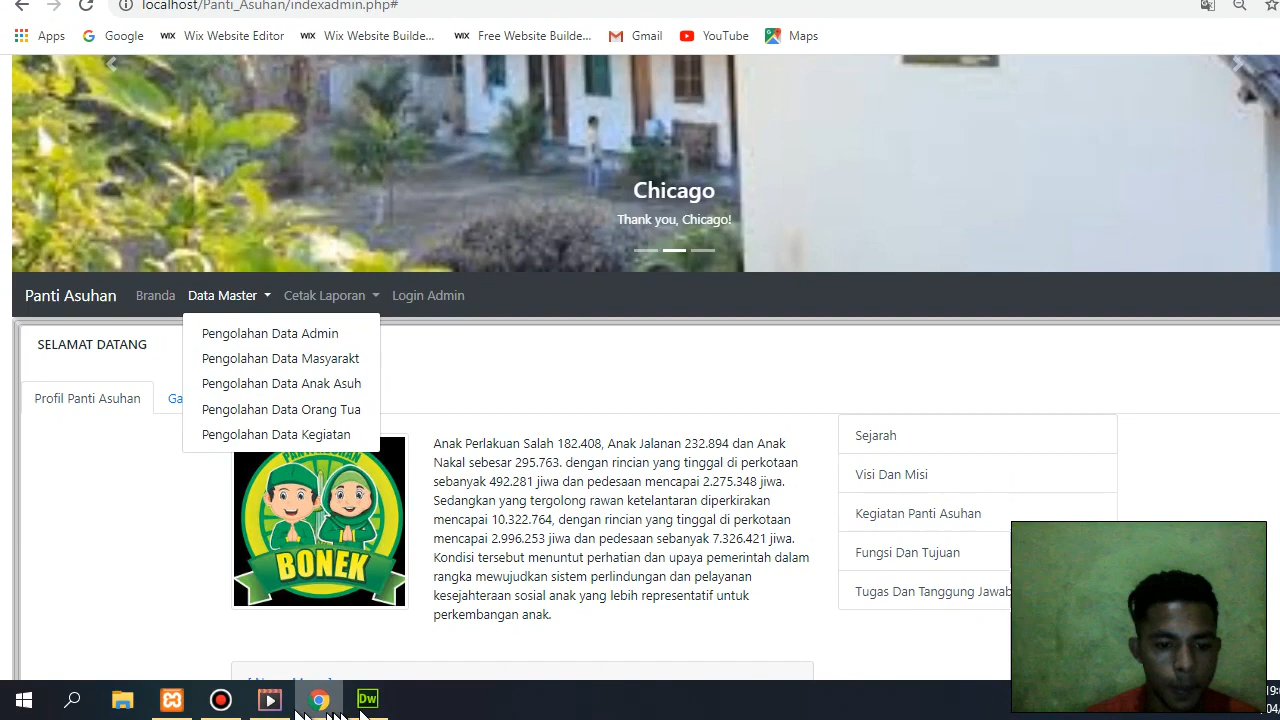 localhost/Panti_Asuhan/indexadmin.php#
Apps Google Wix Website Editor Wix Website Builde... Free Website Builde... Gmail YouTube Maps
Chicago
Thank you, Chicago!
Panti Asuhan Branda Data Master Cetak Laporan Login Admin
Pengolahan Data Admin
Pengolahan Data Masyarakt
Pengolahan Data Anak Asuh
Pengolahan Data Orang Tua
Pengolahan Data Kegiatan
SELAMAT DATANG
Profil Panti Asuhan Ga
BONEK
Anak Perlakuan Salah 182.408, Anak Jalanan 232.894 dan Anak
Nakal sebesar 295.763. dengan rincian yang tinggal di perkotaan
sebanyak 492.281 jiwa dan pedesaan mencapai 2.275.348 jiwa.
Sedangkan yang tergolong rawan ketelantaran diperkirakan
mencapai 10.322.764, dengan rincian yang tinggal di perkotaan
mencapai 2.996.253 jiwa dan pedesaan sebanyak 7.326.421 jiwa.
Kondisi tersebut menuntut perhatian dan upaya pemerintah dalam
rangka mewujudkan sistem perlindungan dan pelayanan
kesejahteraan sosial anak yang lebih representatif untuk
perkembangan anak.
Sejarah
Visi Dan Misi
Kegiatan Panti Asuhan
Fungsi Dan Tujuan
Tugas Dan Tanggung Jawab
Dw